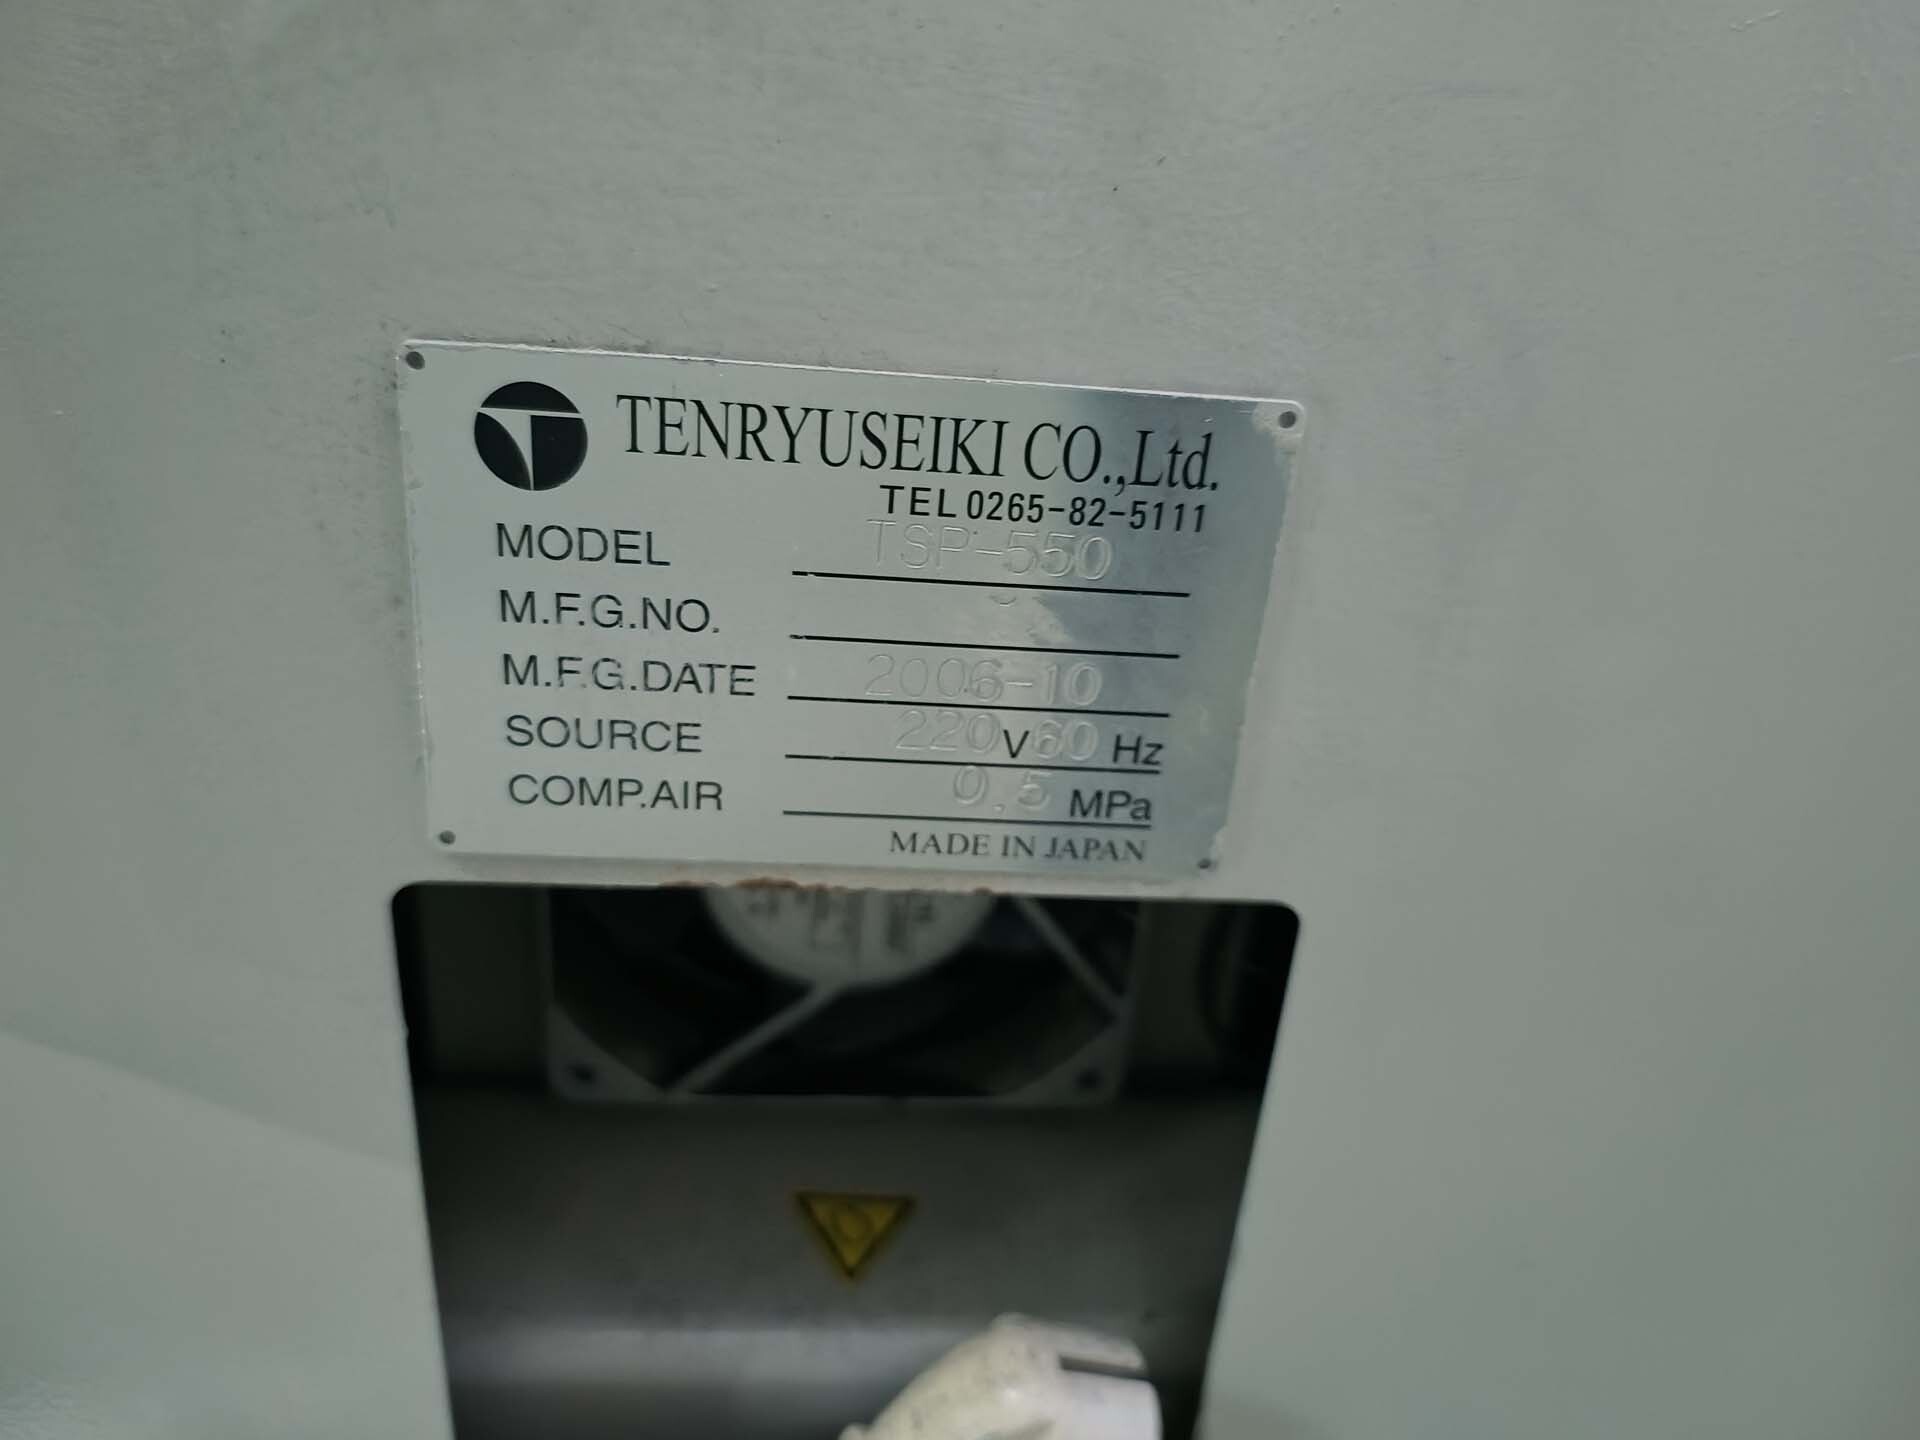 TENRYUSEIKI CO.,Ltd.
TEL 0265-82-5111
MODEL TSP-550
M.F.G.NO.
M.F.G.DATE 2006-10
SOURCE 220 V 60 Hz
COMP.AIR 0.5 MPa
MADE IN JAPAN